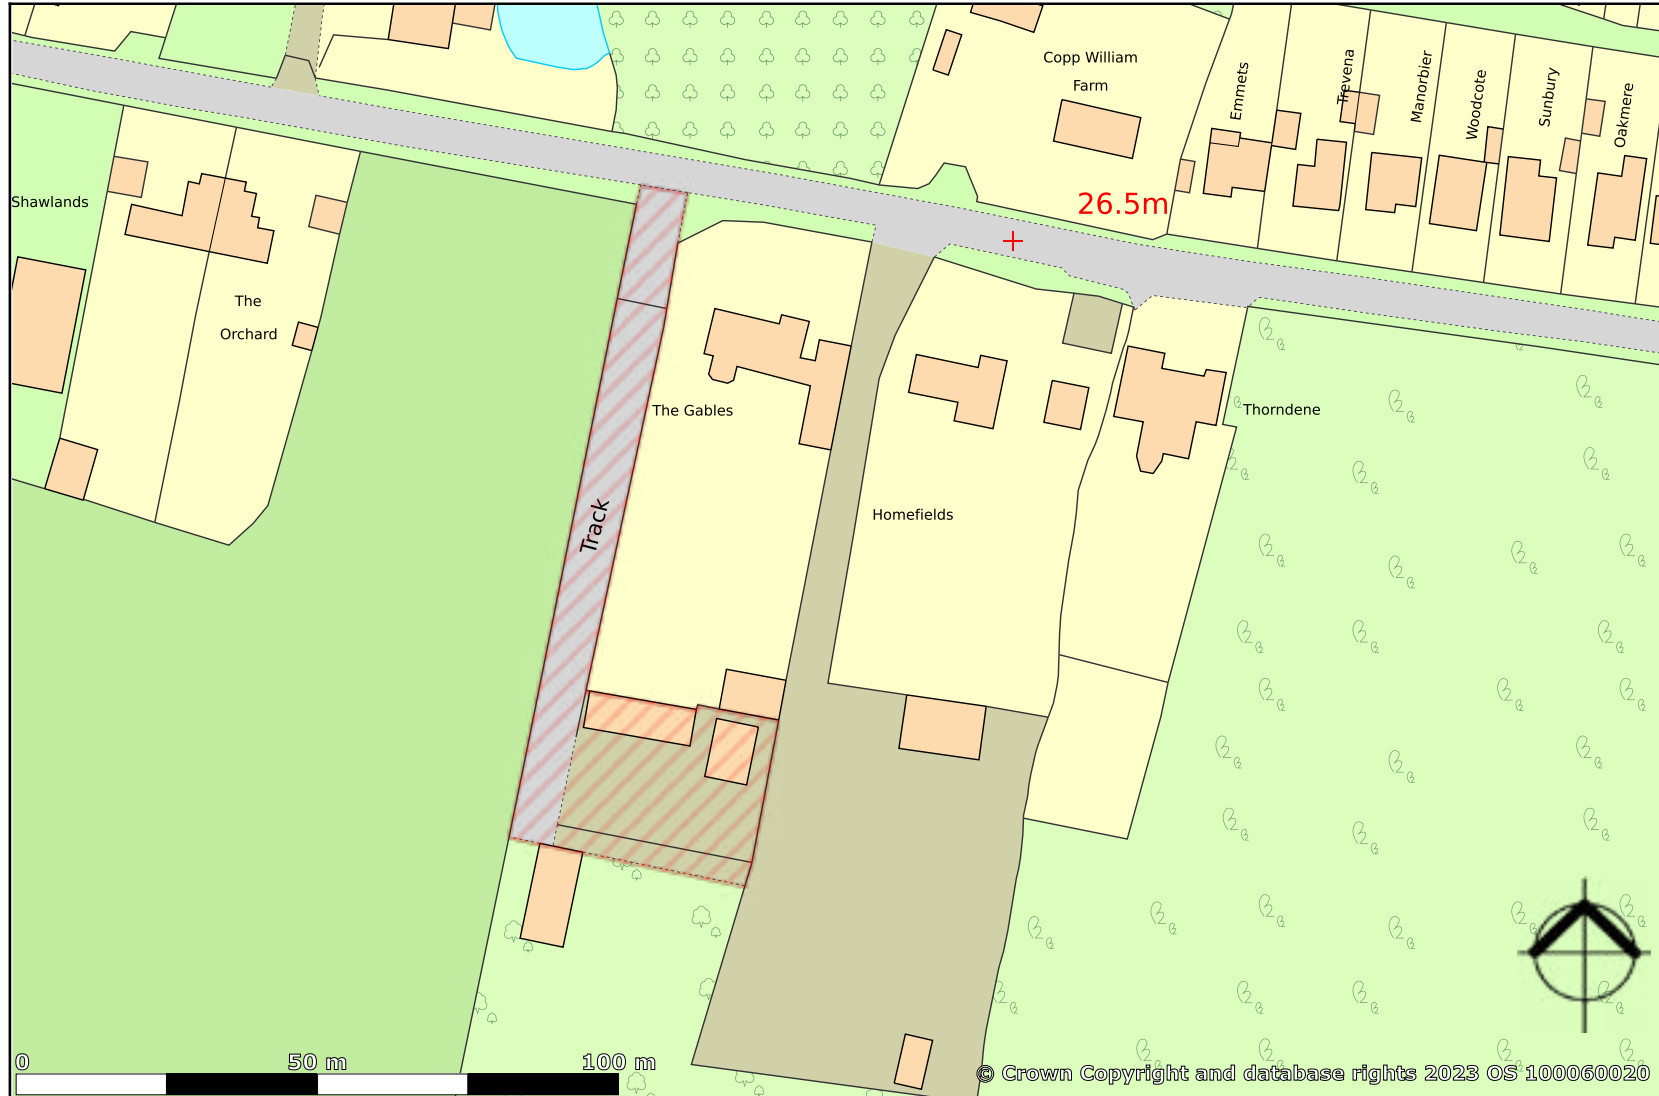 Copp William
Farm
Emmets
Trevena
Manorbier
Woodcote
Sunbury
Oakmere
Shawlands
26.5m
The
Orchard
The Gables
Thorndene
Track
Homefields
0 50 m 100 m
© Crown Copyright and database rights 2023 OS 100060020